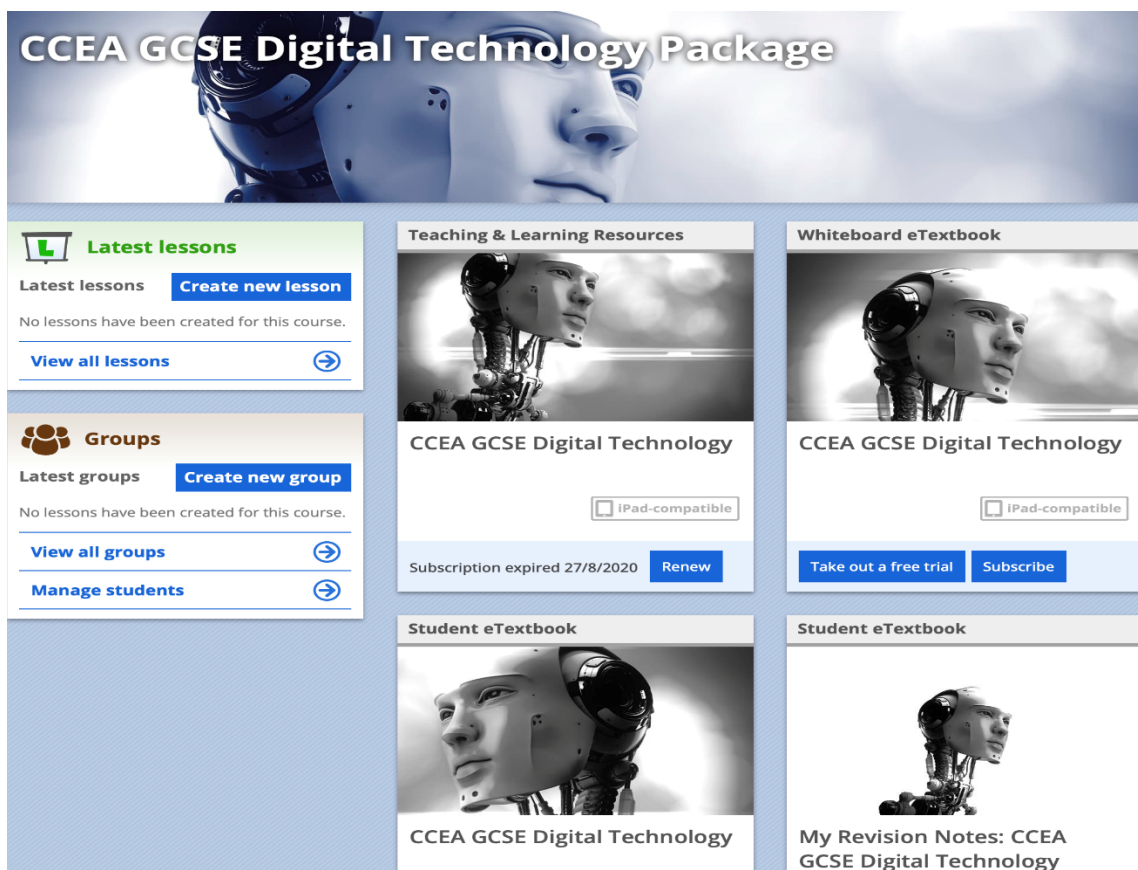 CCEA GCSE Digital Technology Package
Latest lessons
Latest lessons
Create new lesson
No lessons have been created for this course.
View all lessons
Groups
Latest groups
Create new group
No lessons have been created for this course.
View all groups
Manage students
Teaching & Learning Resources
CCEA GCSE Digital Technology
iPad-compatible
Subscription expired 27/8/2020
Renew
Whiteboard eTextbook
CCEA GCSE Digital Technology
iPad-compatible
Take out a free trial
Subscribe
Student eTextbook
CCEA GCSE Digital Technology
Student eTextbook
My Revision Notes: CCEA
GCSE Digital Technology